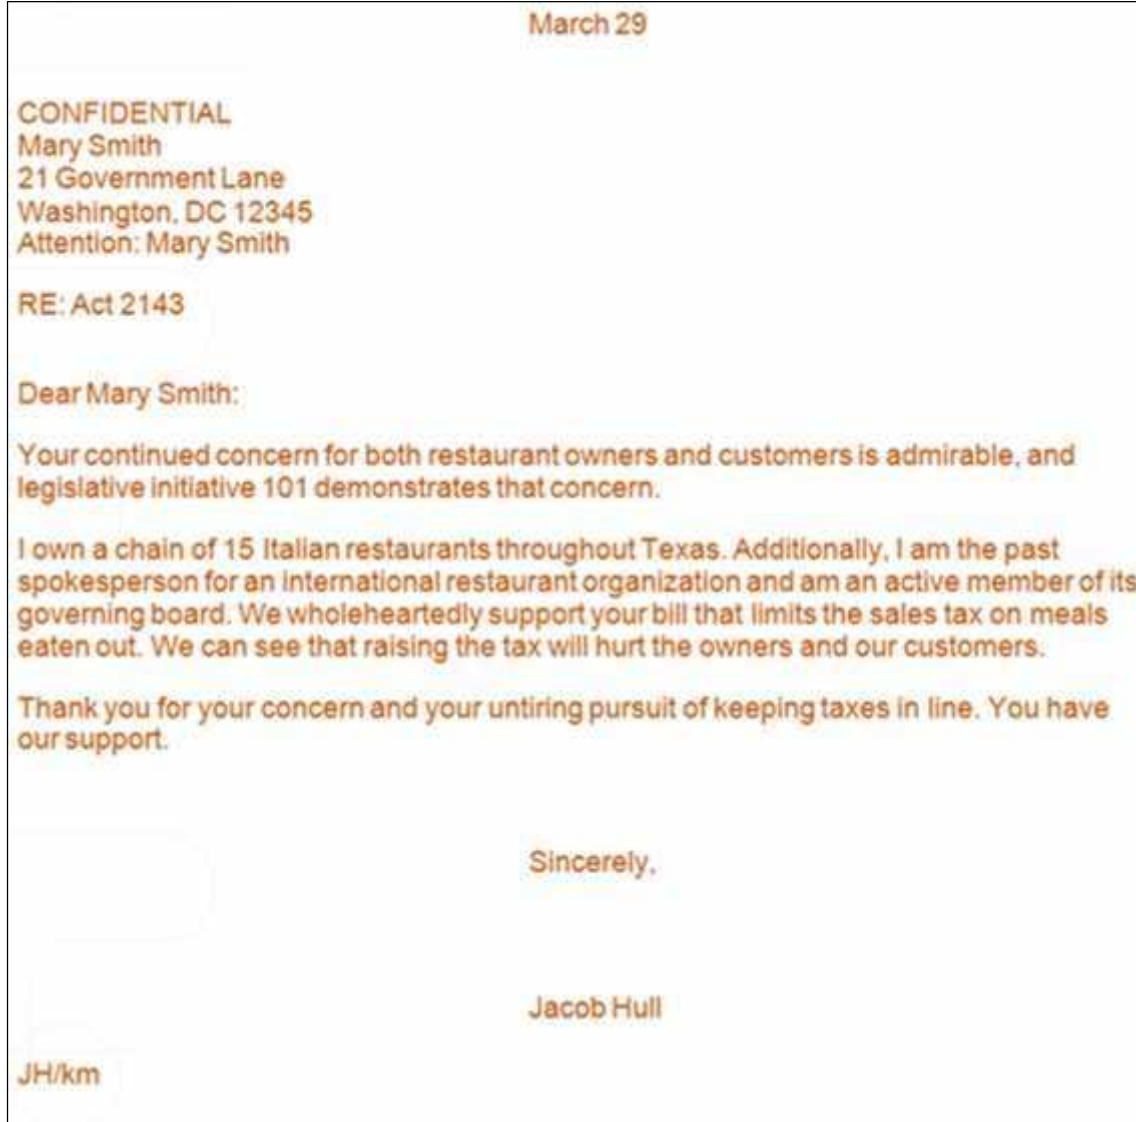 March 29
CONFIDENTIAL
Mary Smith
21 Government Lane
Washington, DC 12345
Attention: Mary Smith
RE: Act 2143
Dear Mary Smith:
Your continued concern for both restaurant owners and customers is admirable, and
legislative initiative 101 demonstrates that concern.
I own a chain of 15 Italian restaurants throughout Texas. Additionally, I am the past
spokesperson for an international restaurant organization and am an active member of its
governing board. We wholeheartedly support your bill that limits the sales tax on meals
eaten out. We can see that raising the tax will hurt the owners and our customers.
Thank you for your concern and your untiring pursuit of keeping taxes in line. You have
our support.
Sincerely,
Jacob Hull
JH/km